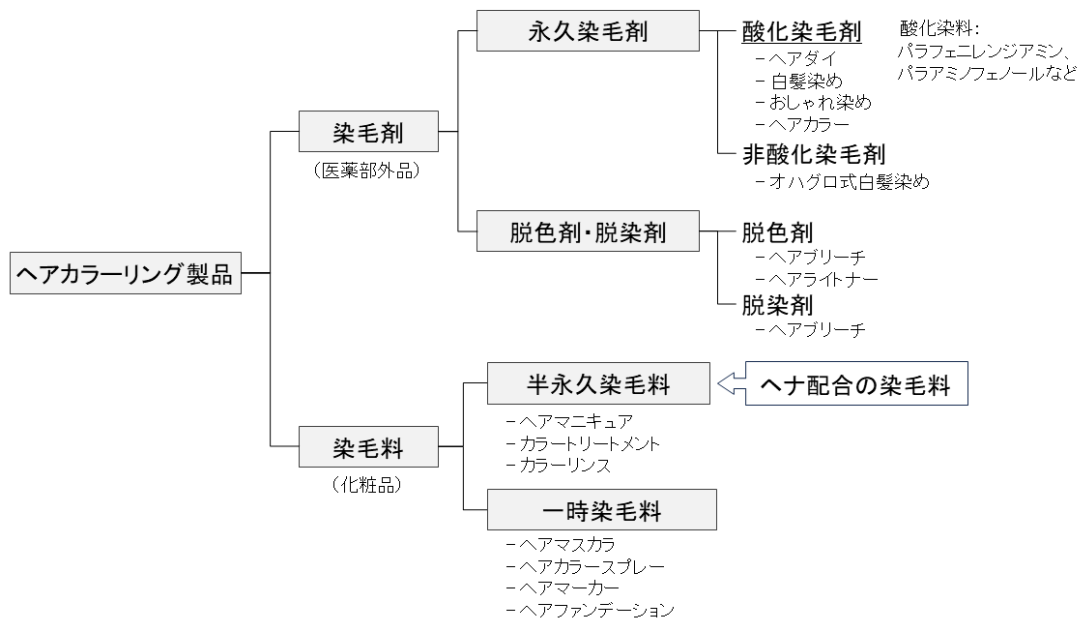 ヘアカラーリング製品
染毛剤
（医薬部外品）
永久染毛剤
酸化染毛剤
－ヘアダイ
－白髪染め
－おしゃれ染め
－ヘアカラー
酸化染料：
パラフェニレンジアミン、
パラアミノフェノールなど
非酸化染毛剤
－オハグロ式白髪染め
脱色剤・脱染剤
脱色剤
－ヘアブリーチ
－ヘアライトナー
脱染剤
－ヘアブリーチ
染毛料
（化粧品）
半永久染毛料
－ヘアマニキュア
－カラートリートメント
－カラーリンス
ヘナ配合の染毛料
一時染毛料
－ヘアマスカラ
－ヘアカラースプレー
－ヘアマーカー
－ヘアファンデーション